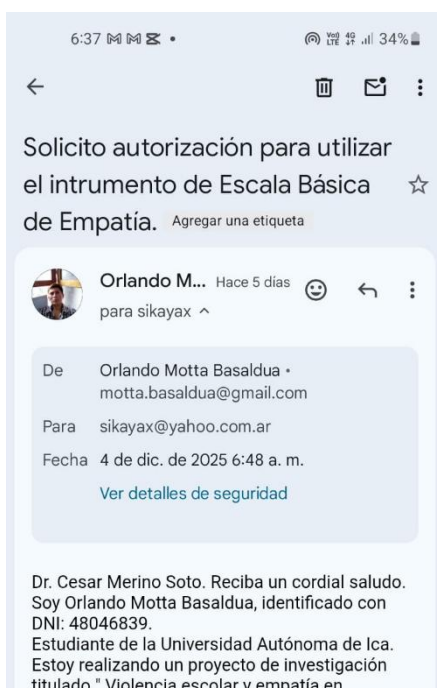 6:37
VoD LTE 4G 34%
Solicito autorización para utilizar
el intrumento de Escala Básica
de Empatía. Agregar una etiqueta
Orlando M... Hace 5 días
para sikayax
De Orlando Motta Basaldua •
motta.basaldua@gmail.com
Para sikayax@yahoo.com.ar
Fecha 4 de dic. de 2025 6:48 a. m.
Ver detalles de seguridad
Dr. Cesar Merino Soto. Reciba un cordial saludo.
Soy Orlando Motta Basaldua, identificado con
DNI: 48046839.
Estudiante de la Universidad Autónoma de Ica.
Estoy realizando un proyecto de investigación
titulado " Violencia escolar y empatía en